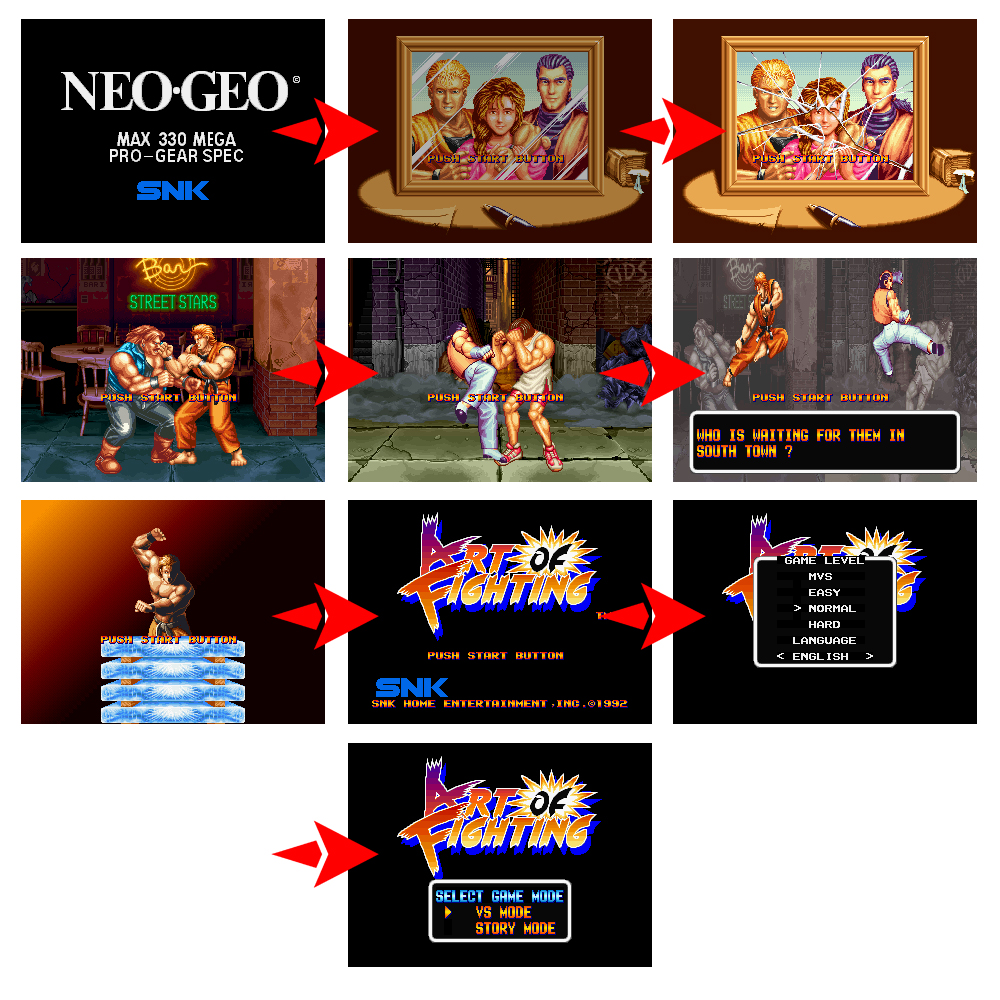 NEO·GEO©
MAX 330 MEGA
PRO-GEAR SPEC
SNK
PUSH START BUTTON
PUSH START BUTTON
Bar
STREET STARS
PUSH START BUTTON
PUSH START BUTTON
PUSH START BUTTON
WHO IS WAITING FOR THEM IN
SOUTH TOWN ?
PUSH START BUTTON
ART OF
FIGHTING
PUSH START BUTTON
SNK
SNK HOME ENTERTAINMENT,INC.©1992
GAME LEVEL
MVS
EASY
> NORMAL
HARD
LANGUAGE
< ENGLISH >
ART OF
FIGHTING
SELECT GAME MODE
VS MODE
STORY MODE